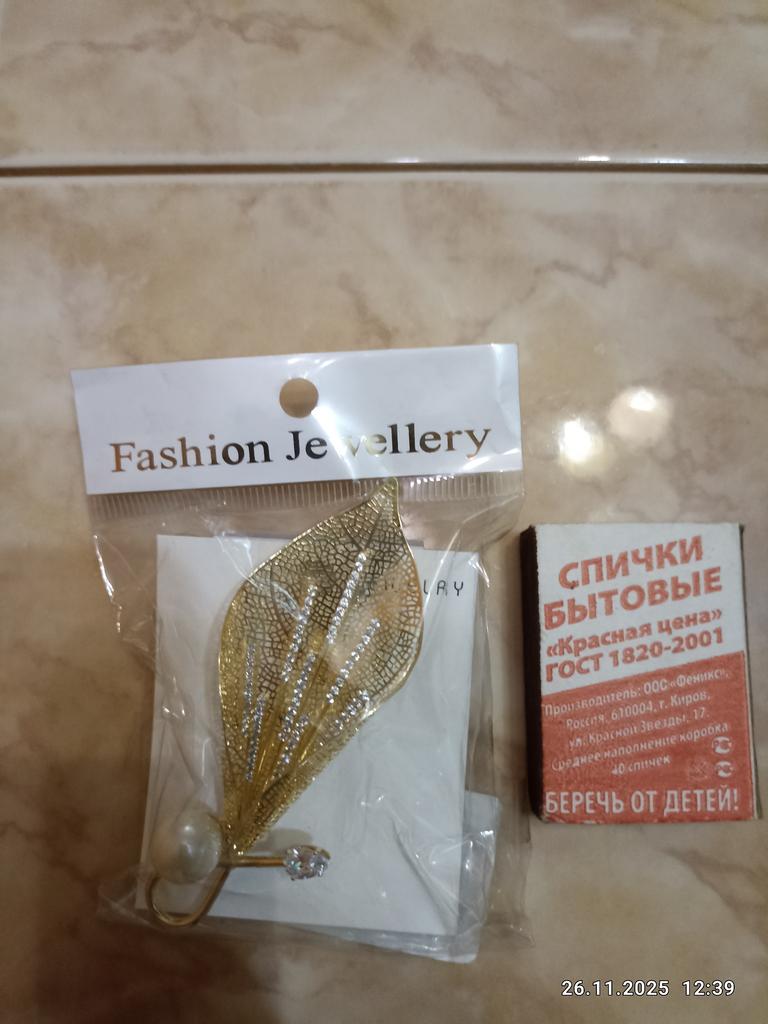 Fashion Jewellery
LRY
СПИЧКИ
БЫТОВЫЕ
«Красная цена»
ГОСТ 1820-2001
Производитель: ООО «Феникс»,
Россия, 610004, г. Киров,
ул. Красной Звезды, 17.
Среднее наполнение коробка
40 спичек
БЕРЕЧЬ ОТ ДЕТЕЙ!
26.11.2025 12:39